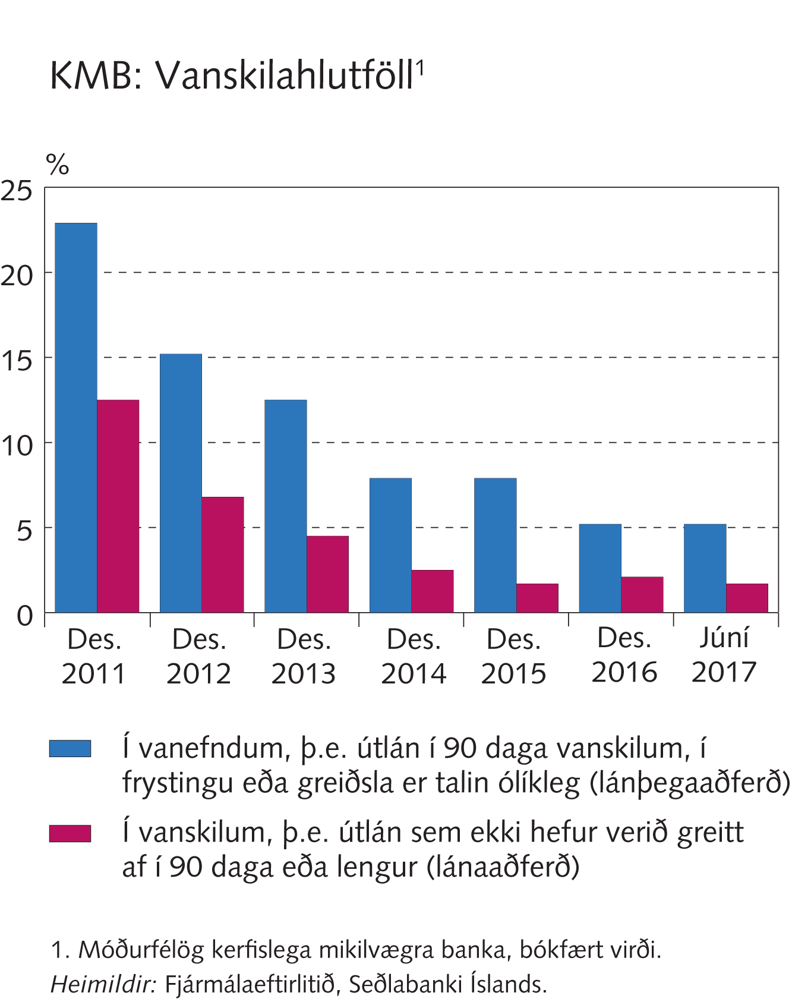 KMB: Vanskilahlutföll¹
%
25
20
15
10
5
0
Des. Des. Des. Des. Des. Des. Júní
2011 2012 2013 2014 2015 2016 2017
Í vanefndum, þ.e. útlán í 90 daga vanskilum, í
frystingu eða greiðsla er talin ólíkleg (lánþegaaðferð)
Í vanskilum, þ.e. útlán sem ekki hefur verið greitt
af í 90 daga eða lengur (lánaaðferð)
1. Móðurfélög kerfislega mikilvægra banka, bókfært virði.
Heimildir: Fjármálaeftirlitið, Seðlabanki Íslands.